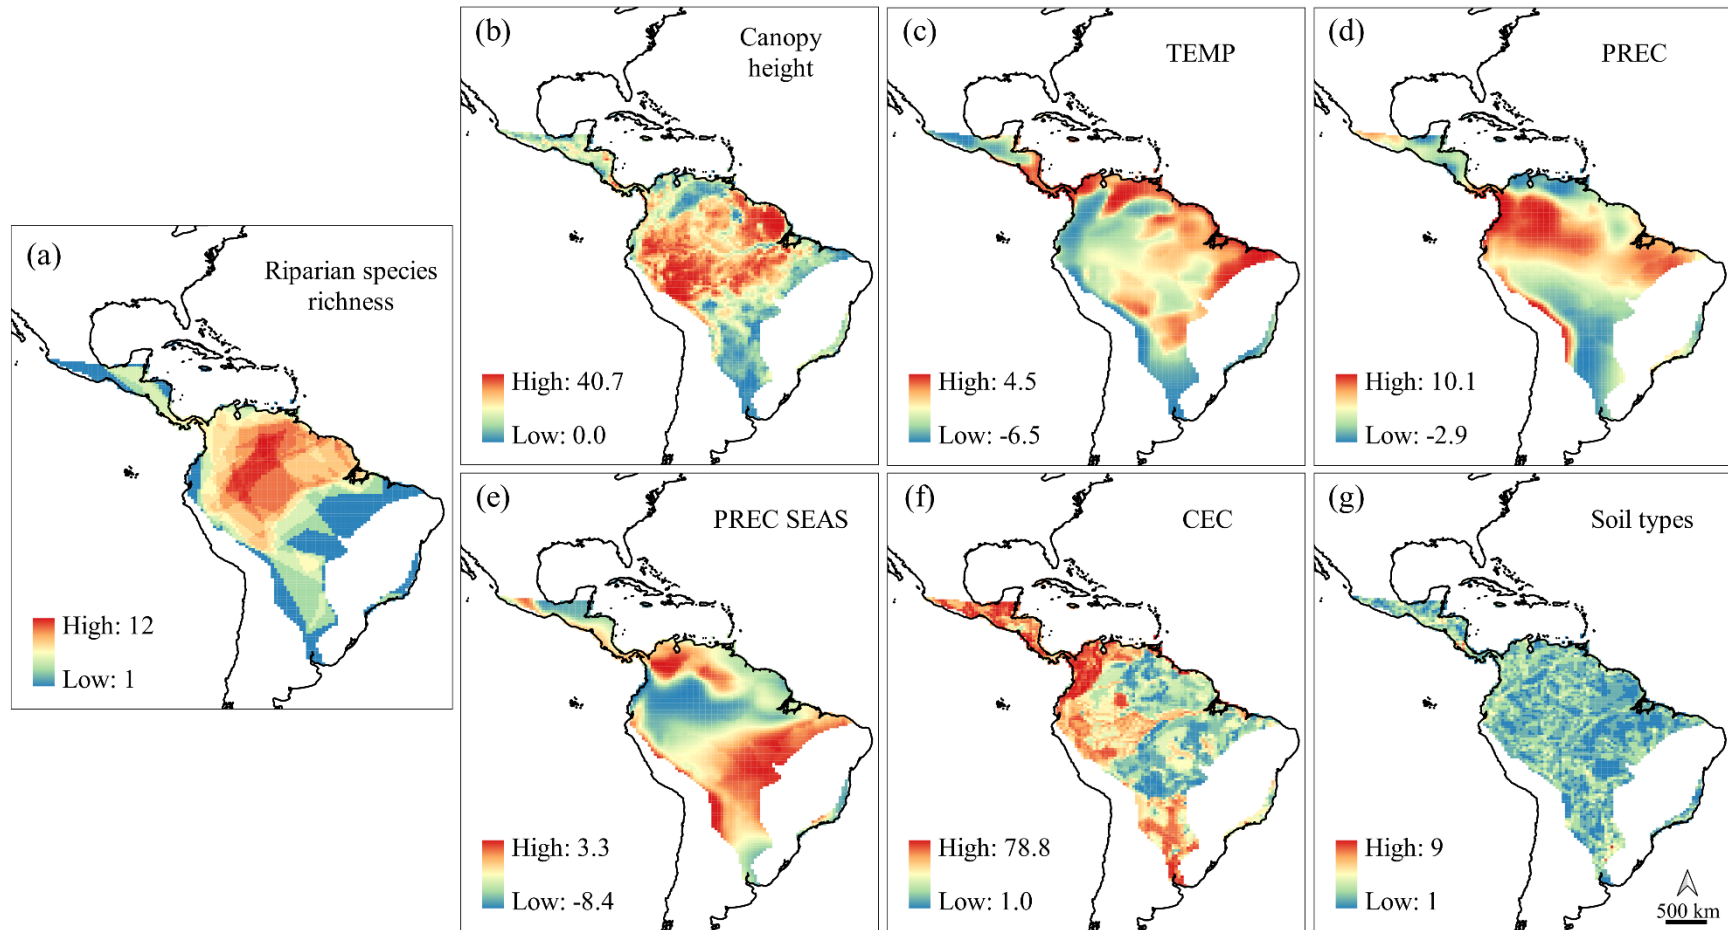 (a)
Riparian species
richness
High: 12
Low: 1
(b)
Canopy
height
High: 40.7
Low: 0.0
(c)
TEMP
High: 4.5
Low: -6.5
(d)
PREC
High: 10.1
Low: -2.9
(e)
PREC SEAS
High: 3.3
Low: -8.4
(f)
CEC
High: 78.8
Low: 1.0
(g)
Soil types
High: 9
Low: 1
500 km